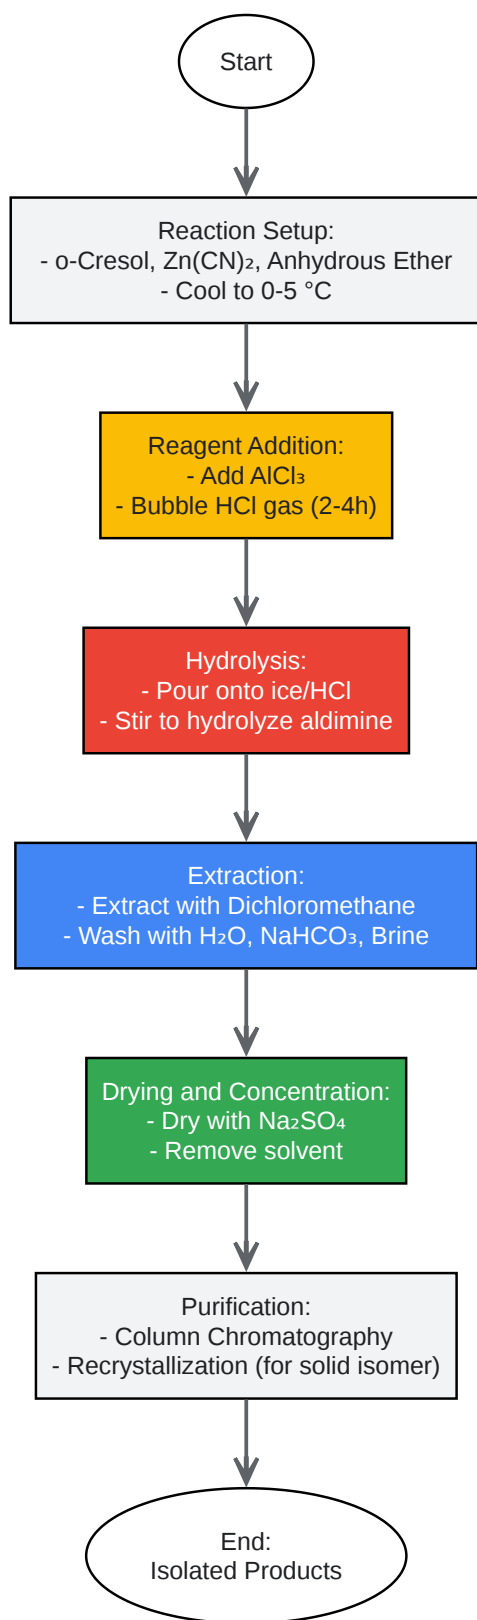 Start
Reaction Setup:
- o-Cresol, Zn(CN)₂, Anhydrous Ether
- Cool to 0-5 °C
Reagent Addition:
- Add AlCl₃
- Bubble HCl gas (2-4h)
Hydrolysis:
- Pour onto ice/HCl
- Stir to hydrolyze aldimine
Extraction:
- Extract with Dichloromethane
- Wash with H₂O, NaHCO₃, Brine
Drying and Concentration:
- Dry with Na₂SO₄
- Remove solvent
Purification:
- Column Chromatography
- Recrystallization (for solid isomer)
End:
Isolated Products